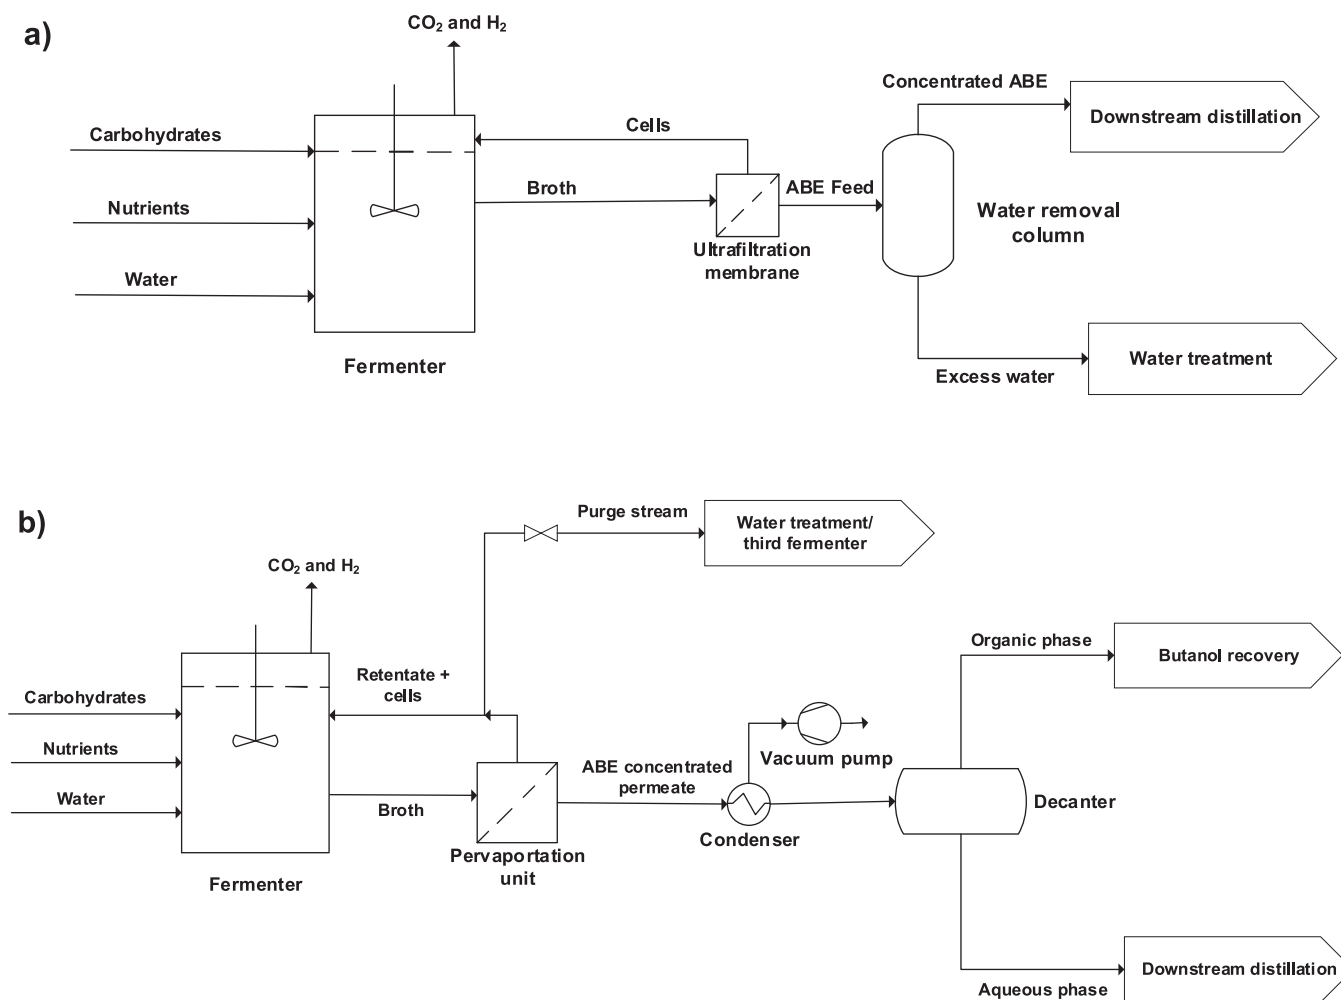 a)
CO₂ and H₂
Concentrated ABE
Downstream distillation
Carbohydrates
Cells
Broth
ABE Feed
Nutrients
Water removal
column
Ultrafiltration
membrane
Water
Fermenter
Excess water
Water treatment
b)
Purge stream
Water treatment/
third fermenter
CO₂ and H₂
Organic phase
Butanol recovery
Retentate +
cells
Carbohydrates
Nutrients
Water
Broth
ABE concentrated
permeate
Vacuum pump
Condenser
Decanter
Pervaportation
unit
Fermenter
Downstream distillation
Aqueous phase